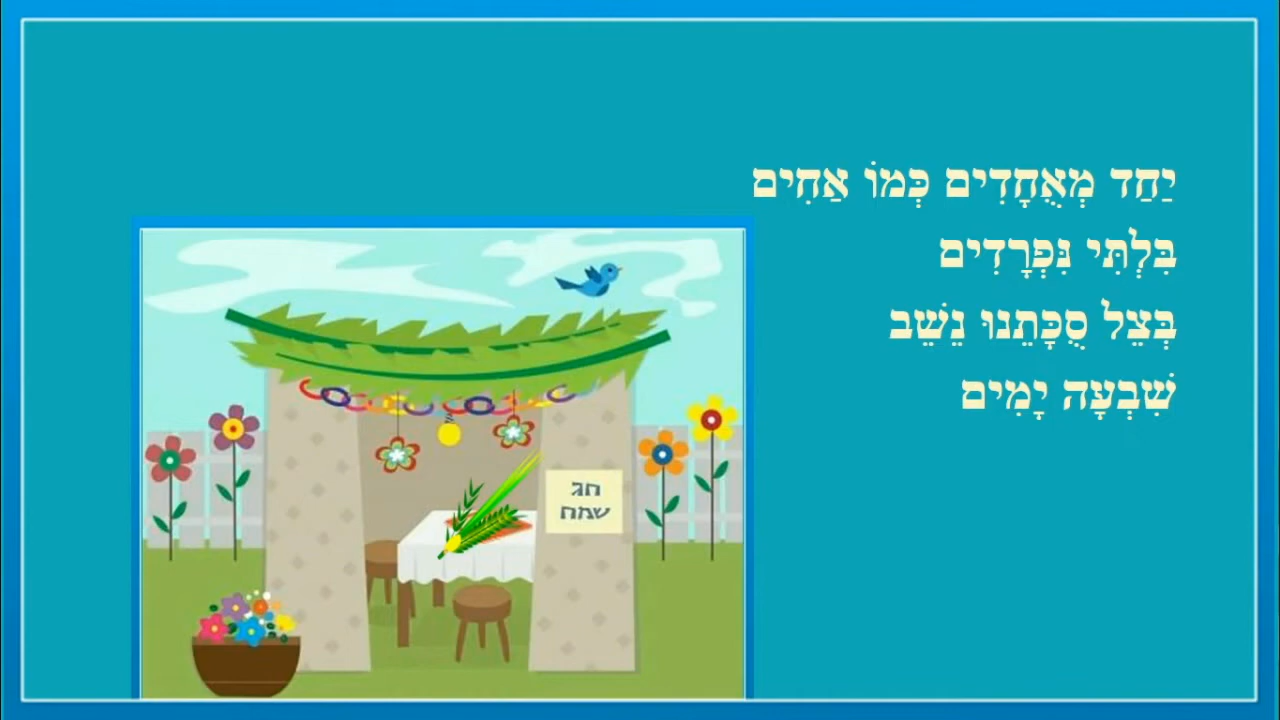 יַחַד מְאֻחָדִים כְּמוֹ אַחִים
בִּלְתִּי נִּפְרָדִים
בְּצֵל סֻכָּתֵנוּ נֵשֵׁב
שִׁבְעָה יָמִים
חג
שמח